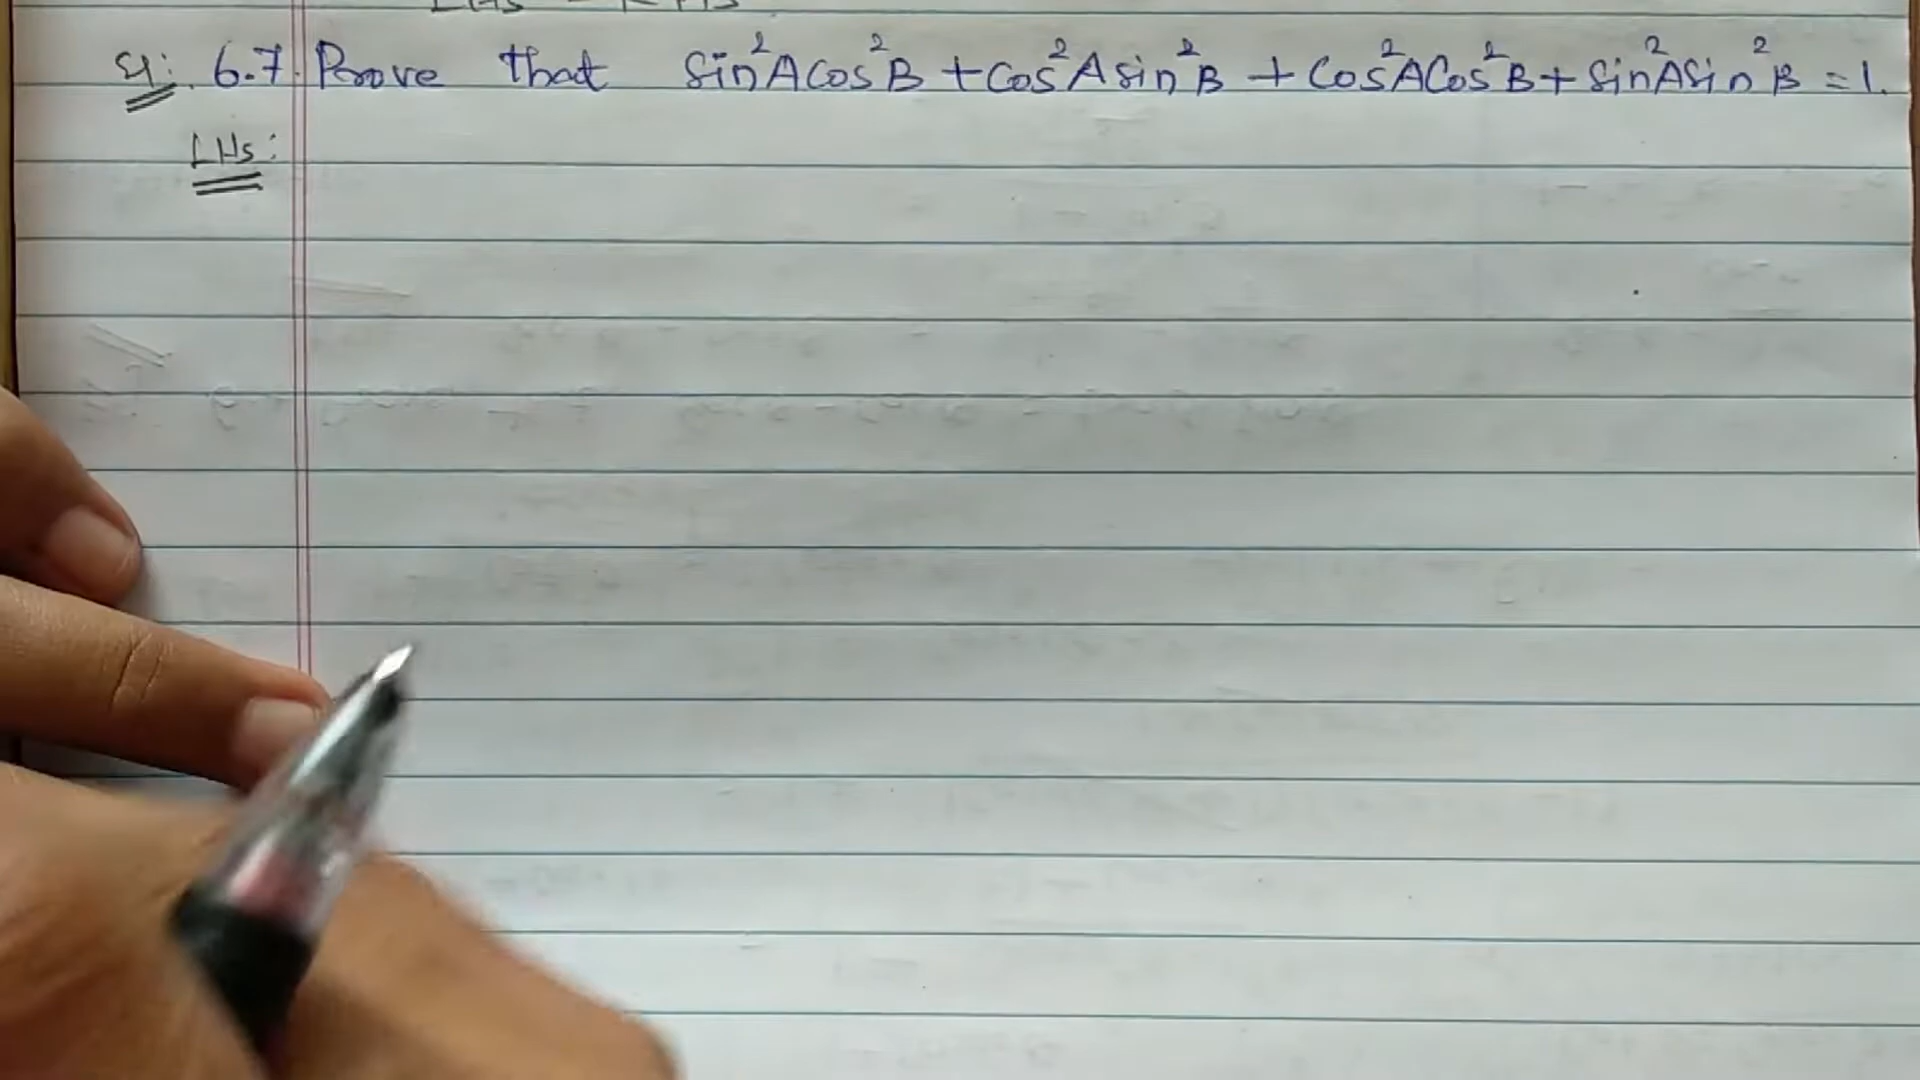 6.7. Prove that sin²A cos²B + cos²A sin²B + cos²A cos²B + sin²A sin²B = 1.
LHS: